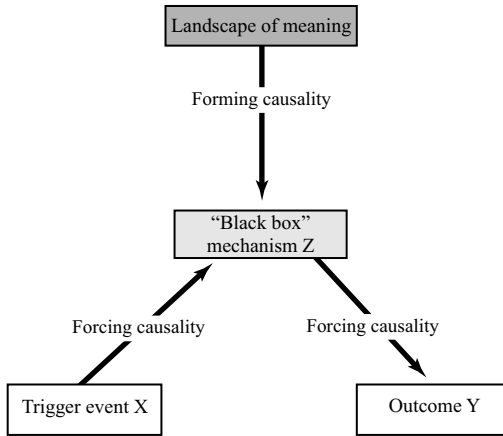 Landscape of meaning
Forming causality
“Black box”
mechanism Z
Forcing causality
Forcing causality
Trigger event X
Outcome Y